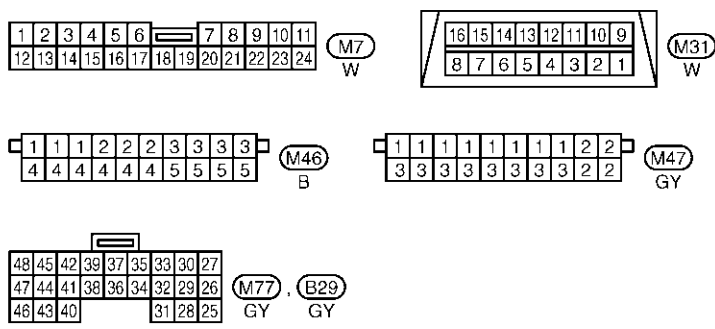 1 2 3 4 5 6 7 8 9 10 11
12 13 14 15 16 17 18 19 20 21 22 23 24
M7
W
16 15 14 13 12 11 10 9
8 7 6 5 4 3 2 1
M31
W
1 1 1 2 2 2 3 3 3 3
4 4 4 4 4 4 5 5 5 5
M46
B
1 1 1 1 1 1 1 1 2 2
3 3 3 3 3 3 3 3 2 2
M47
GY
48 45 42 39 37 35 33 30 27
47 44 41 38 36 34 32 29 26
46 43 40 31 28 25
M77 , B29
GY GY